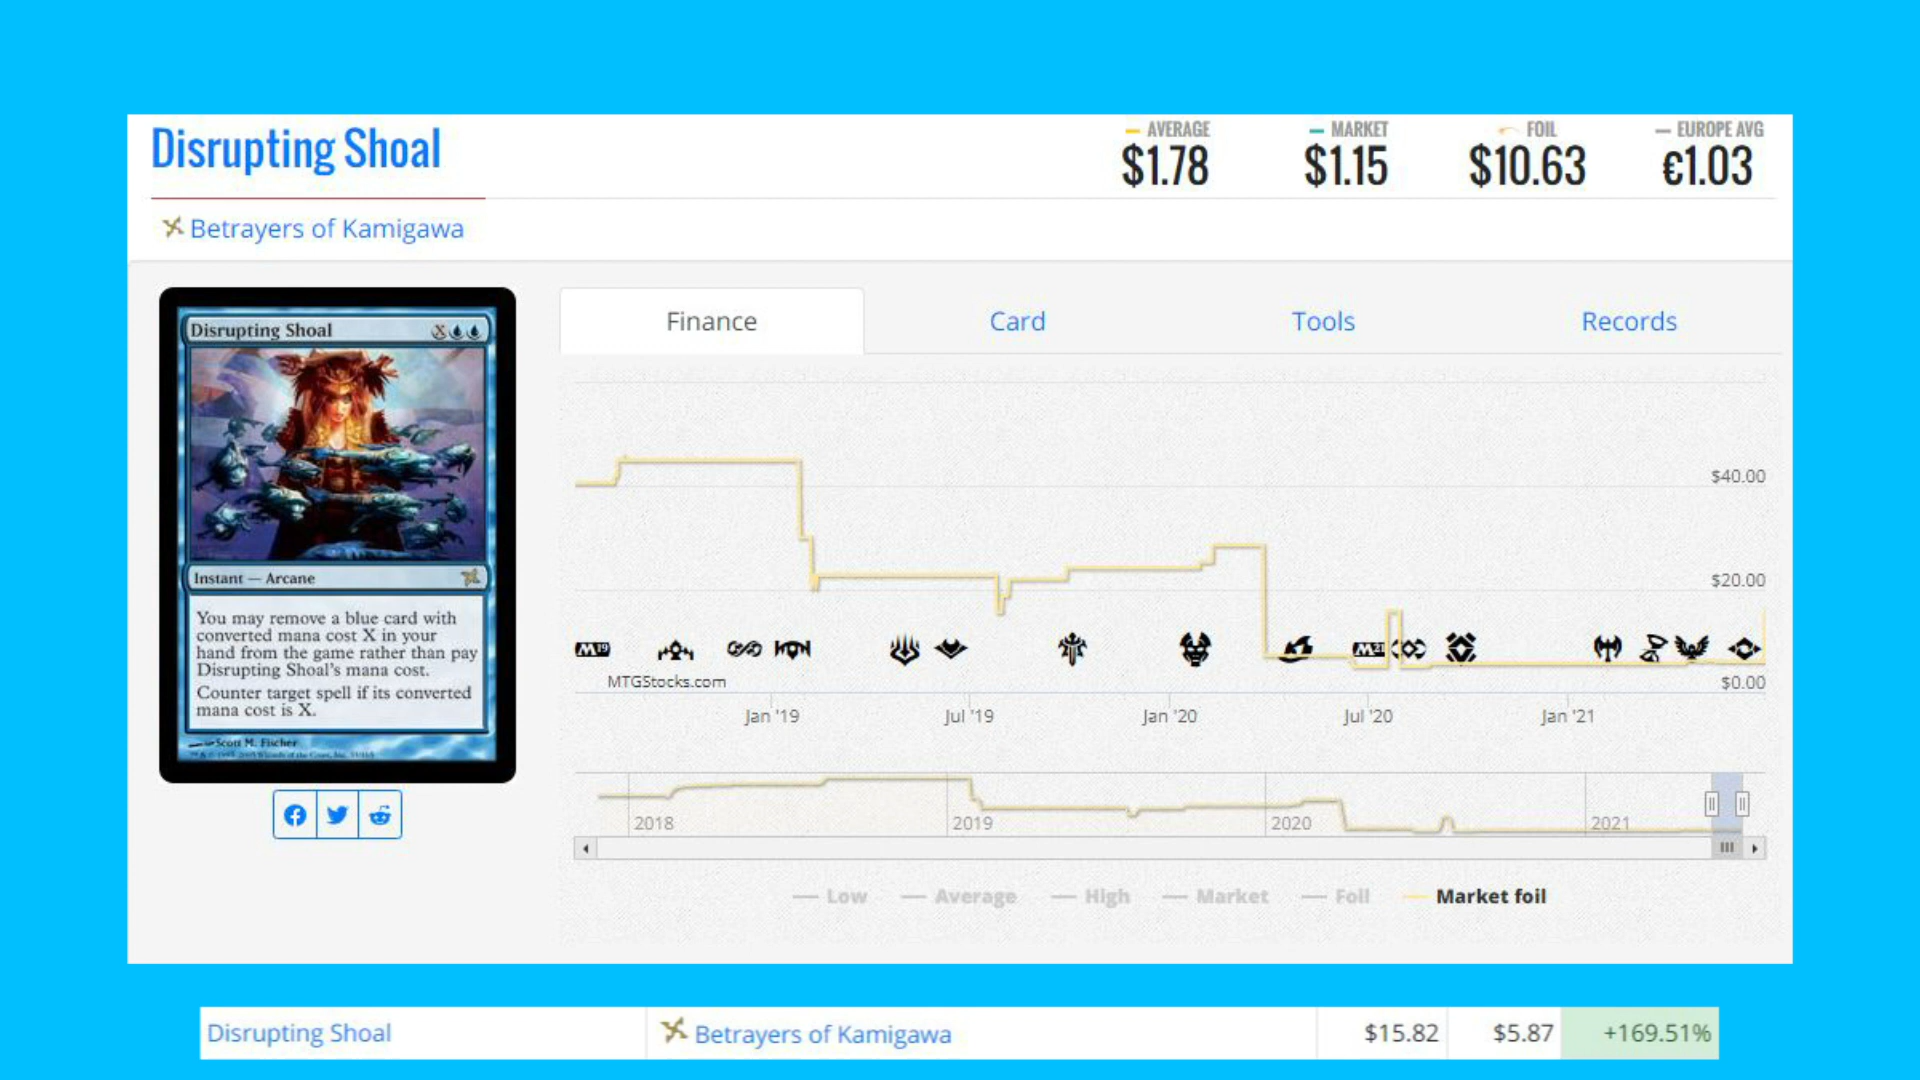 Disrupting Shoal
AVERAGE
$1.78
MARKET
$1.15
FOIL
$10.63
EUROPE AVG
€1.03
Betrayers of Kamigawa
Disrupting Shoal X
Instant — Arcane
You may remove a blue card with
converted mana cost X in your
hand from the game rather than pay
Disrupting Shoal's mana cost.
Counter target spell if its converted
mana cost is X.
Scott M. Fischer
Finance
Card
Tools
Records
$40.00
$20.00
$0.00
M19
M21
MTGStocks.com
Jan '19
Jul '19
Jan '20
Jul '20
Jan '21
2018
2019
2020
2021
Low
Average
High
Market
Foil
Market foil
Disrupting Shoal
Betrayers of Kamigawa
$15.82
$5.87
+169.51%